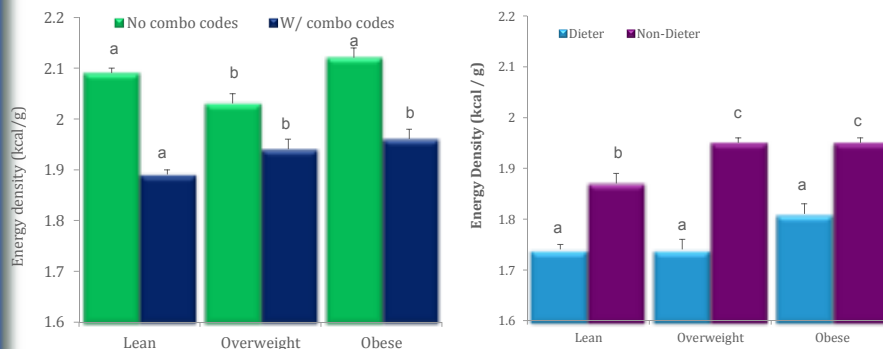 No combo codes W/ combo codes
Energy density (kcal/g)
2.2
2.1
2
1.9
1.8
1.7
1.6
a
a
b
b
a
b
Lean Overweight Obese
Dieter Non-Dieter
Energy Density (kcal / g)
2.2
2.1
2
1.9
1.8
1.7
1.6
a
b
a
c
a
c
Lean Overweight Obese